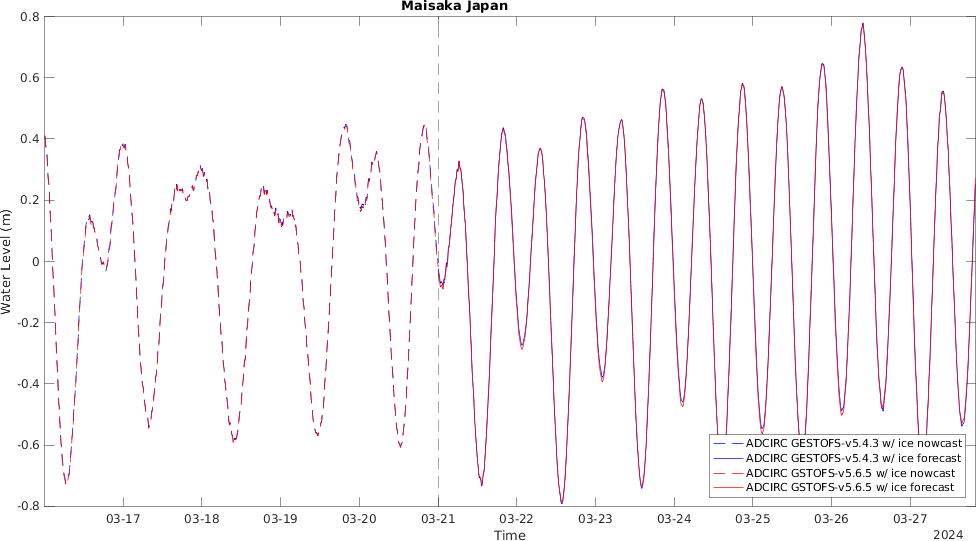 Maisaka Japan
0.8
0.6
0.4
0.2
0
-0.2
-0.4
-0.6
-0.8
Water Level (m)
ADCIRC GESTOFS-v5.4.3 w/ ice nowcast
ADCIRC GESTOFS-v5.4.3 w/ ice forecast
ADCIRC GSTOFS-v5.6.5 w/ ice nowcast
ADCIRC GSTOFS-v5.6.5 w/ ice forecast
03-17 03-18 03-19 03-20 03-21 03-22 03-23 03-24 03-25 03-26 03-27
Time
2024